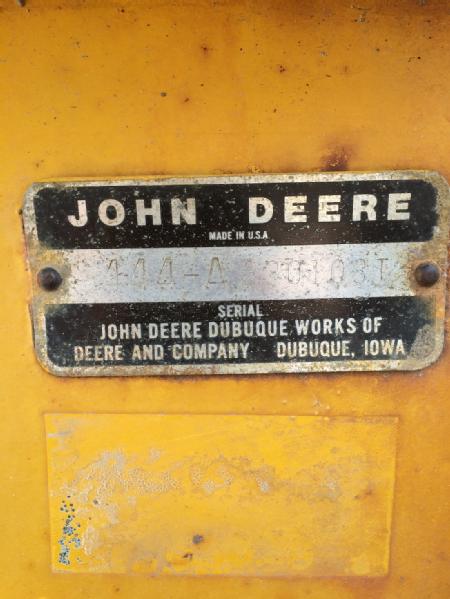 JOHN DEERE
MADE IN U.S.A
444-A
SERIAL
JOHN DEERE DUBUQUE WORKS OF
DEERE AND COMPANY DUBUQUE, IOWA